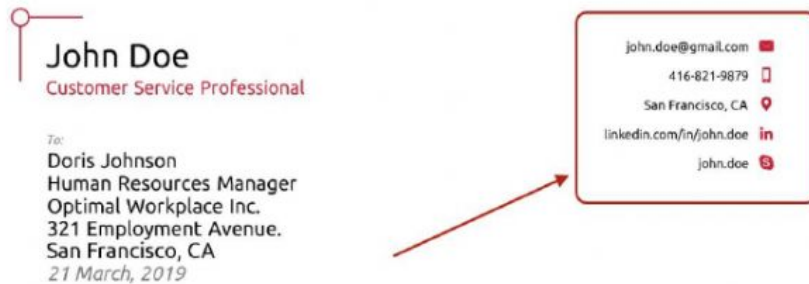 John Doe
Customer Service Professional
To:
Doris Johnson
Human Resources Manager
Optimal Workplace Inc.
321 Employment Avenue.
San Francisco, CA
21 March, 2019
john.doe@gmail.com
416-821-9879
San Francisco, CA
linkedin.com/in/john.doe in
john.doe